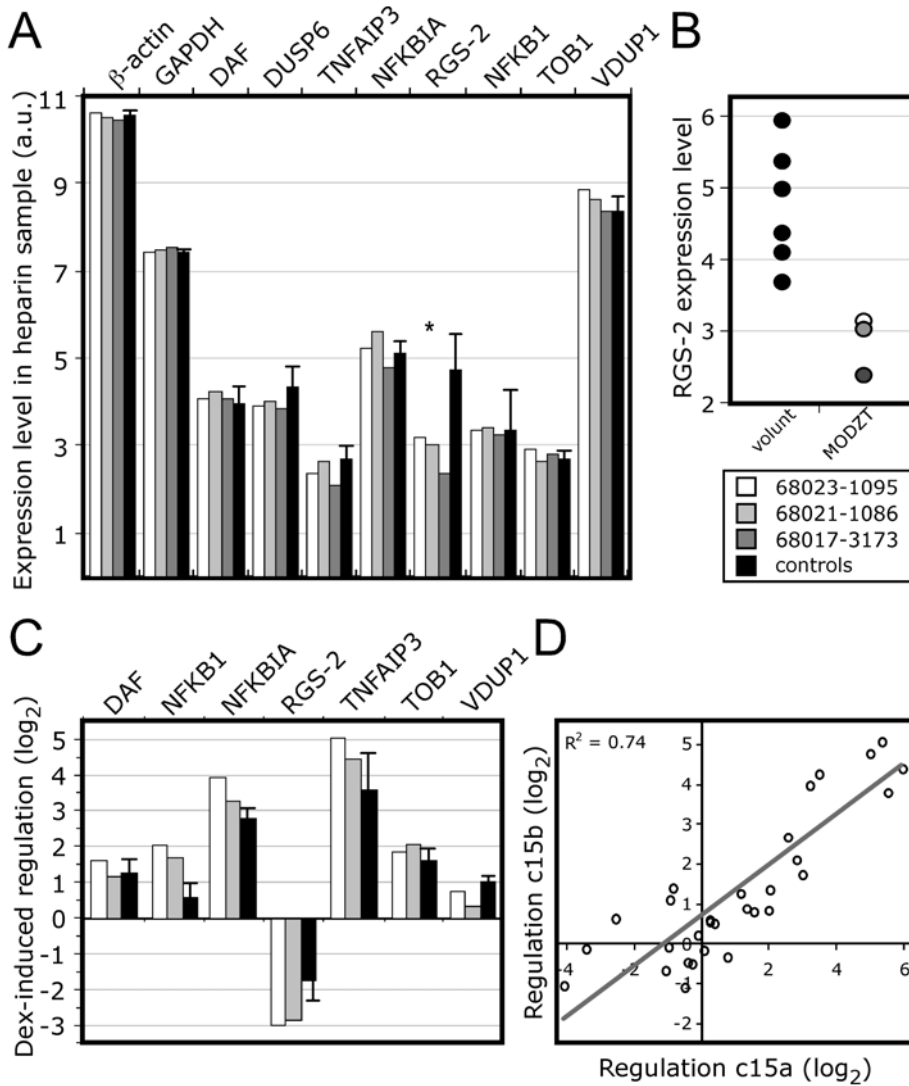 A
β-actin
GAPDH
DAF
DUSP6
TNFAIP3
NFKBIA
RGS-2
NFKB1
TOB1
VDUP1
Expression level in heparin sample (a.u.)
11
9
7
5
3
1
*
B
RGS-2 expression level
6
5
4
3
2
volunt
MODZT
68023-1095
68021-1086
68017-3173
controls
C
DAF
NFKB1
NFKBIA
RGS-2
TNFAIP3
TOB1
VDUP1
Dex-induced regulation (log2)
5
4
3
2
1
0
-1
-2
-3
D
R2 = 0.74
Regulation c15b (log2)
5
4
3
2
1
0
-1
-2
-4
-2
2
4
6
Regulation c15a (log2)